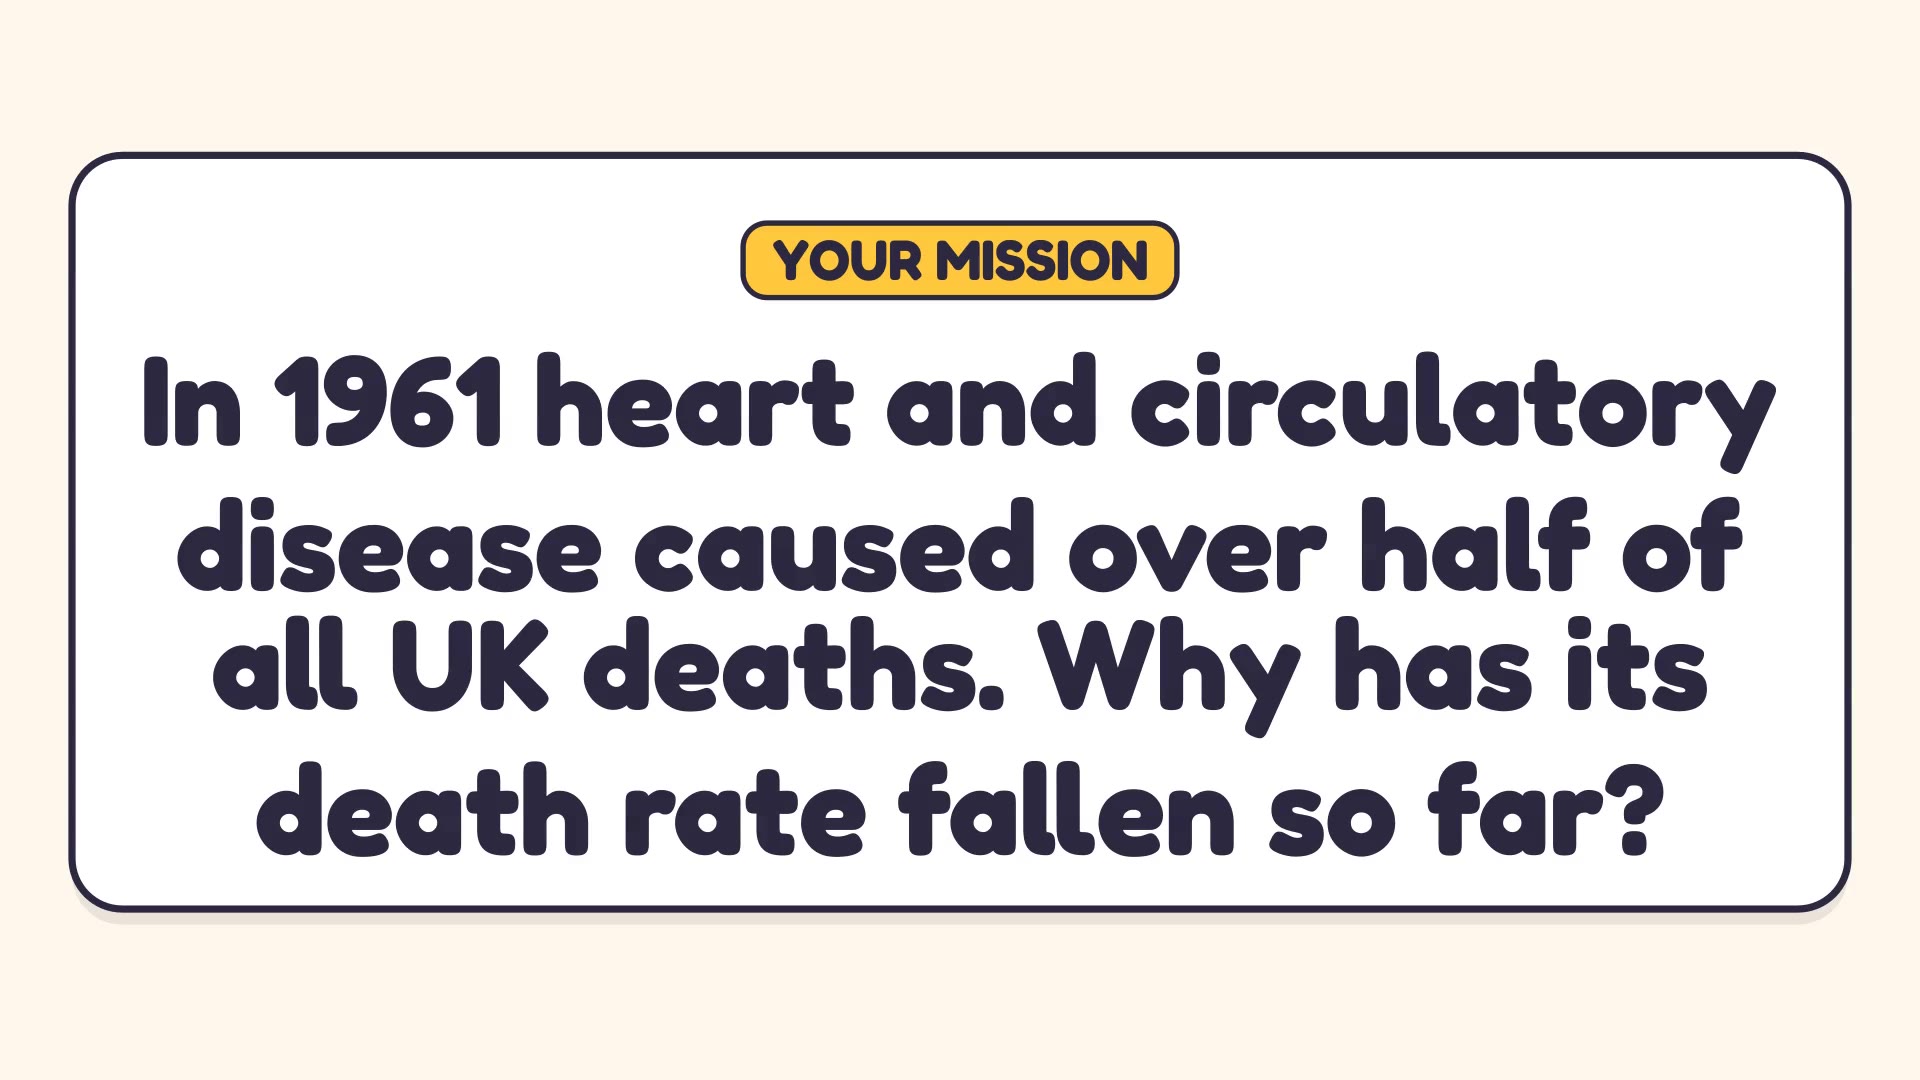 YOUR MISSION
In 1961 heart and circulatory
disease caused over half of
all UK deaths. Why has its
death rate fallen so far?